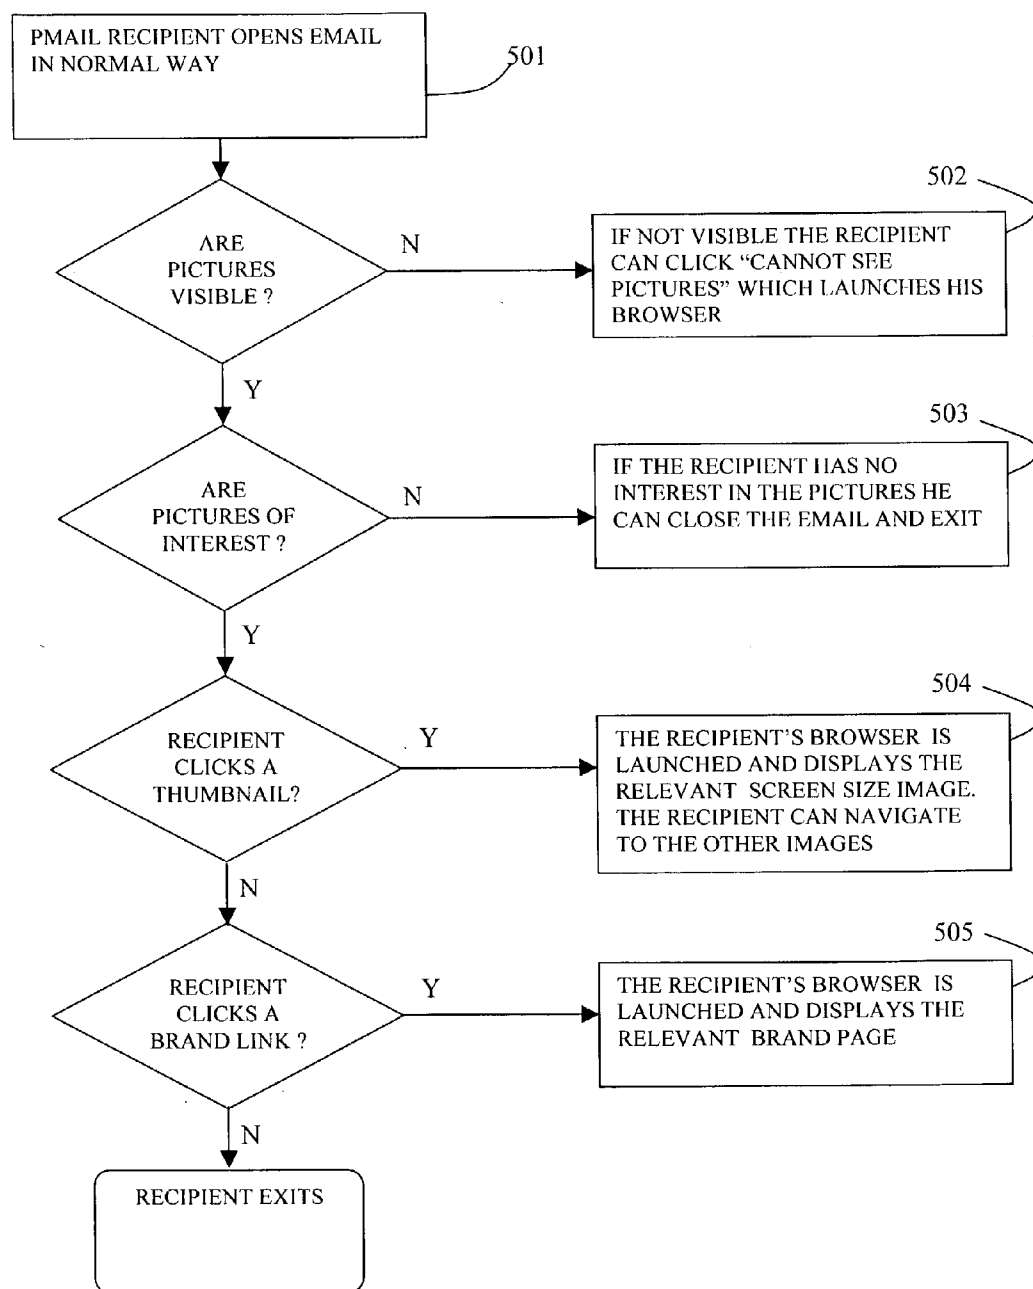 PMAIL RECIPIENT OPENS EMAIL
IN NORMAL WAY
501
ARE
PICTURES
VISIBLE ?
N
502
IF NOT VISIBLE THE RECIPIENT
CAN CLICK “CANNOT SEE
PICTURES” WHICH LAUNCHES HIS
BROWSER
Y
ARE
PICTURES OF
INTEREST ?
N
503
IF THE RECIPIENT HAS NO
INTEREST IN THE PICTURES HE
CAN CLOSE THE EMAIL AND EXIT
Y
RECIPIENT
CLICKS A
THUMBNAIL?
Y
504
THE RECIPIENT'S BROWSER IS
LAUNCHED AND DISPLAYS THE
RELEVANT SCREEN SIZE IMAGE.
THE RECIPIENT CAN NAVIGATE
TO THE OTHER IMAGES
N
RECIPIENT
CLICKS A
BRAND LINK ?
Y
505
THE RECIPIENT'S BROWSER IS
LAUNCHED AND DISPLAYS THE
RELEVANT BRAND PAGE
N
RECIPIENT EXITS